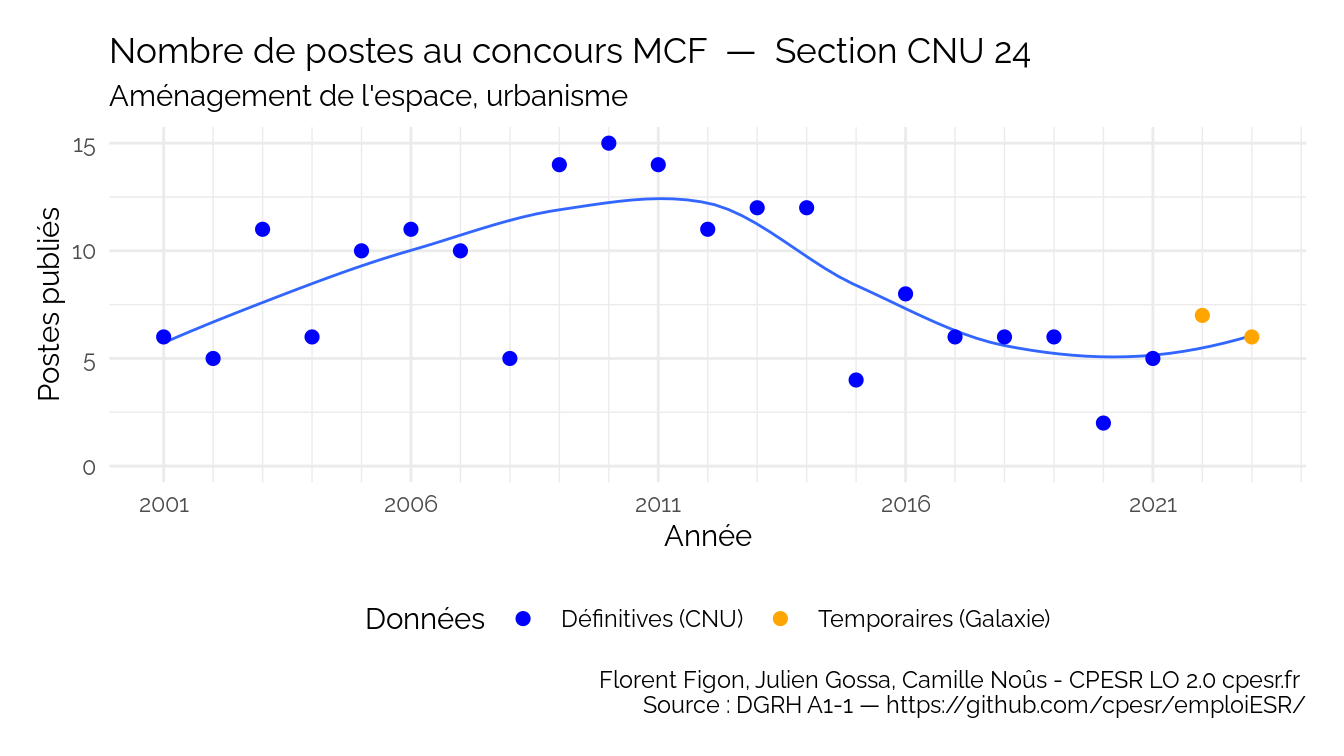 Nombre de postes au concours MCF — Section CNU 24
Aménagement de l'espace, urbanisme
Postes publiés
15
10
5
0
2001 2006 2011 2016 2021
Année
Données Définitives (CNU) Temporaires (Galaxie)
Florent Figon, Julien Gossa, Camille Noûs - CPESR LO 2.0 cpesr.fr
Source : DGRH A1-1 — https://github.com/cpesr/emploiESR/